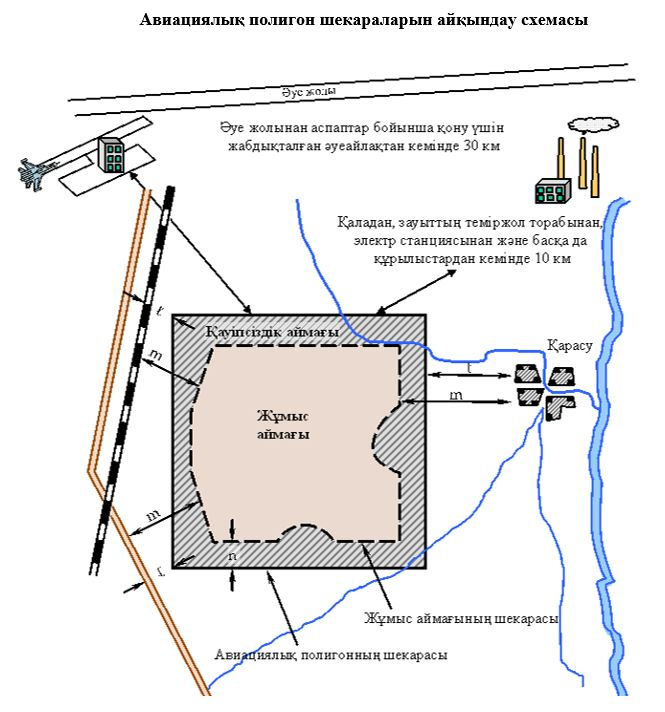 Авиациялық полигон шекараларын айқындау схемасы
Әуе жолы
Әуе жолынан аспаптар бойынша қону үшін
жабдықталған әуеайлақтан кемінде 30 км
Қаладан, зауыттың теміржол торабынан,
электр станциясынан және басқа да
құрылыстардан кемінде 10 км
ℓ
Қауіпсіздік аймағы
m
Қарасу
t
m
Жұмыс
аймағы
m
n
Жұмыс аймағының шекарасы
Авиациялық полигонның шекарасы